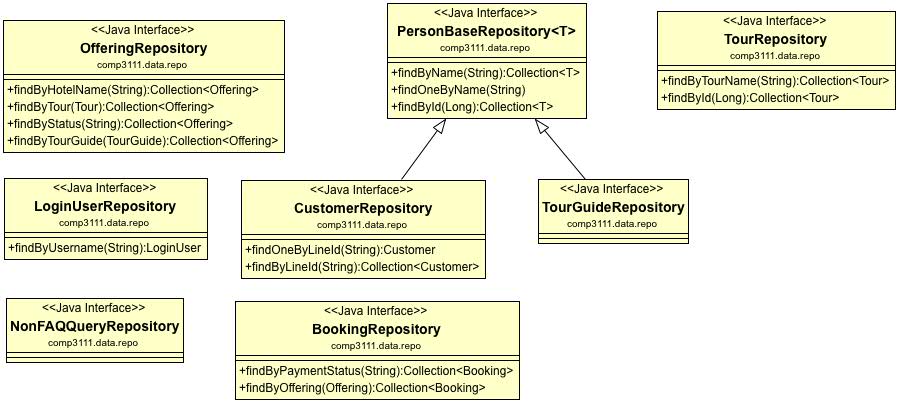 <<Java Interface>>
OfferingRepository
comp3111.data.repo
+findByHotelName(String):Collection<Offering>
+findByTour(Tour):Collection<Offering>
+findByStatus(String):Collection<Offering>
+findByTourGuide(TourGuide):Collection<Offering>
<<Java Interface>>
PersonBaseRepository<T>
comp3111.data.repo
+findByName(String):Collection<T>
+findOneByName(String)
+findById(Long):Collection<T>
<<Java Interface>>
TourRepository
comp3111.data.repo
+findByTourName(String):Collection<Tour>
+findById(Long):Collection<Tour>
<<Java Interface>>
LoginUserRepository
comp3111.data.repo
+findByUsername(String):LoginUser
<<Java Interface>>
CustomerRepository
comp3111.data.repo
+findOneByLineId(String):Customer
+findByLineId(String):Collection<Customer>
<<Java Interface>>
TourGuideRepository
comp3111.data.repo
<<Java Interface>>
NonFAQQueryRepository
comp3111.data.repo
<<Java Interface>>
BookingRepository
comp3111.data.repo
+findByPaymentStatus(String):Collection<Booking>
+findByOffering(Offering):Collection<Booking>